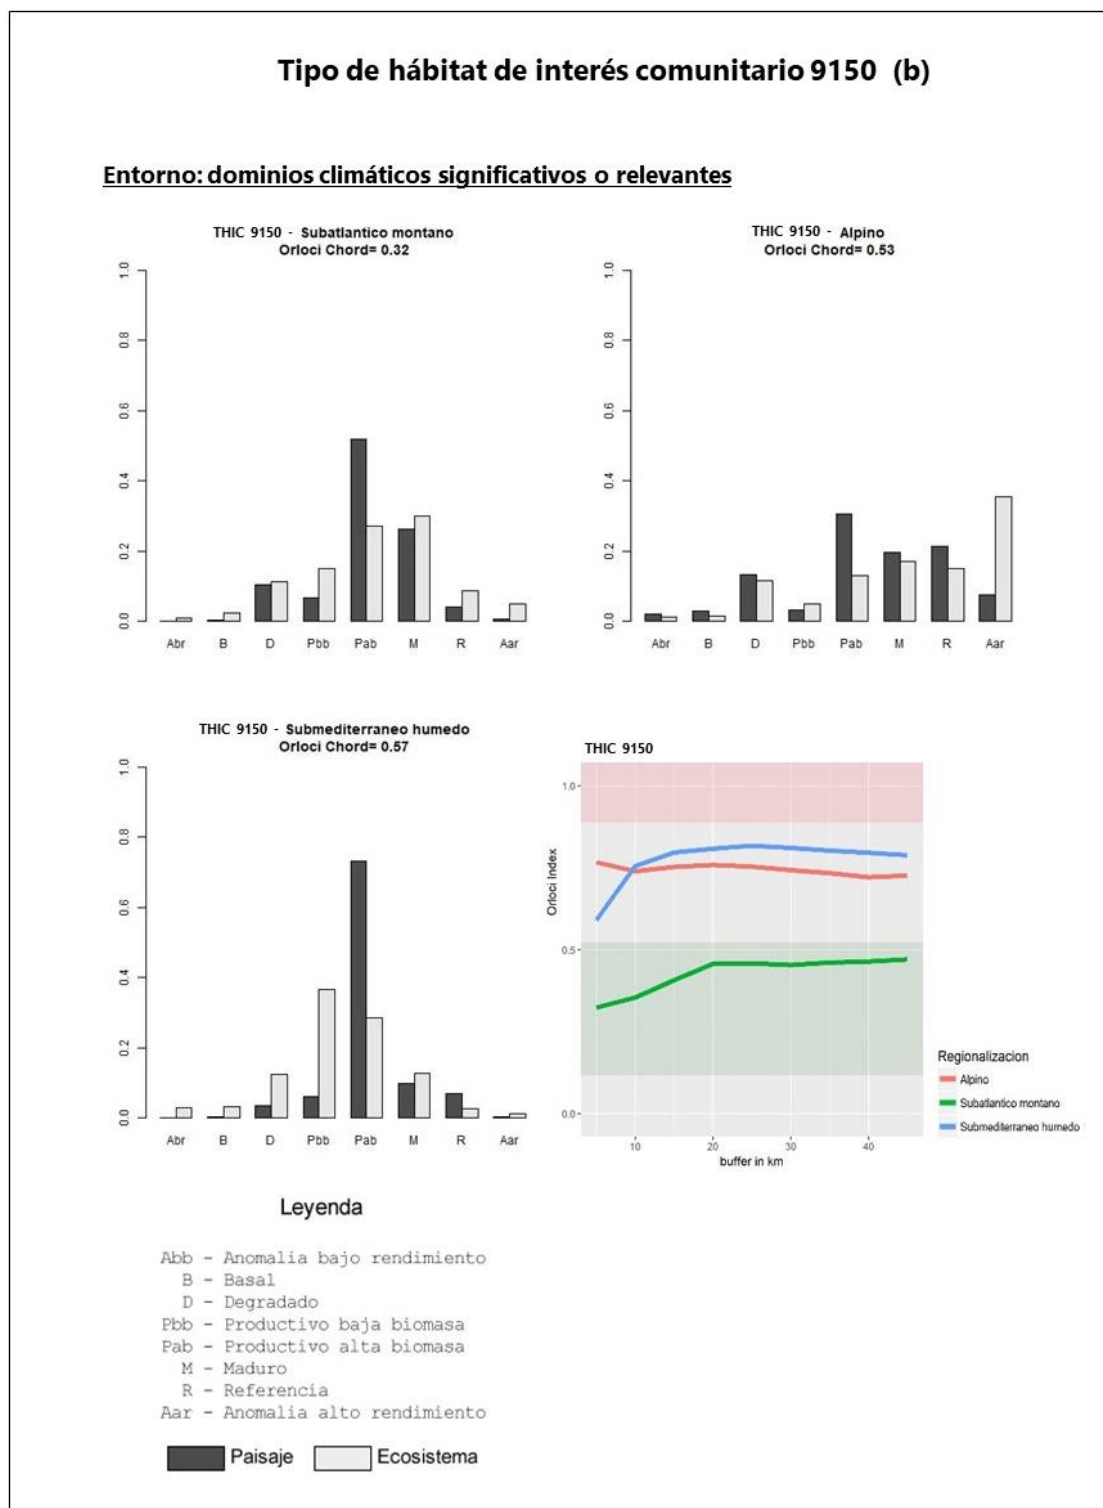 Tipo de hábitat de interés comunitario 9150 (b)
Entorno: dominios climáticos significativos o relevantes
THIC 9150 - Subatlantico montano
Orloci Chord= 0.32
1.0
0.8
0.6
0.4
0.2
0.0
Abr B D Pbb Pab M R Aar
THIC 9150 - Alpino
Orloci Chord= 0.53
1.0
0.8
0.6
0.4
0.2
0.0
Abr B D Pbb Pab M R Aar
THIC 9150 - Submediterraneo humedo
Orloci Chord= 0.57
1.0
0.8
0.6
0.4
0.2
0.0
Abr B D Pbb Pab M R Aar
THIC 9150
Orloci Index
1.0
0.5
0.0
10 20 30 40
buffer in km
Regionalizacion
Alpino
Subatlantico montano
Submediterraneo humedo
Leyenda
Abb - Anomalia bajo rendimiento
B - Basal
D - Degradado
Pbb - Productivo baja biomasa
Pab - Productivo alta biomasa
M - Maduro
R - Referencia
Aar - Anomalia alto rendimiento
Paisaje Ecosistema